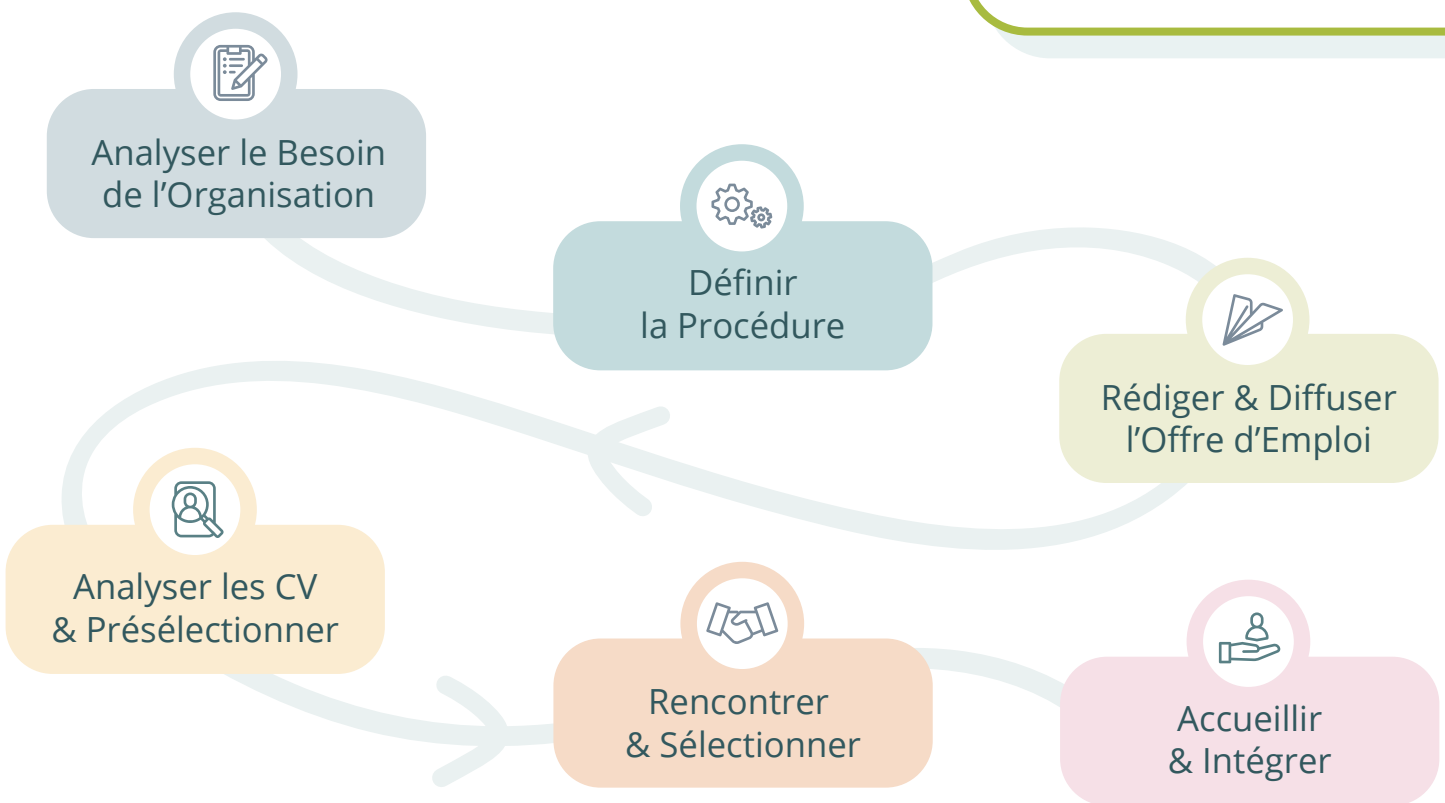 Analyser le Besoin
de l’Organisation
Définir
la Procédure
Rédiger & Diffuser
l’Offre d’Emploi
Analyser les CV
& Présélectionner
Rencontrer
& Sélectionner
Accueillir
& Intégrer